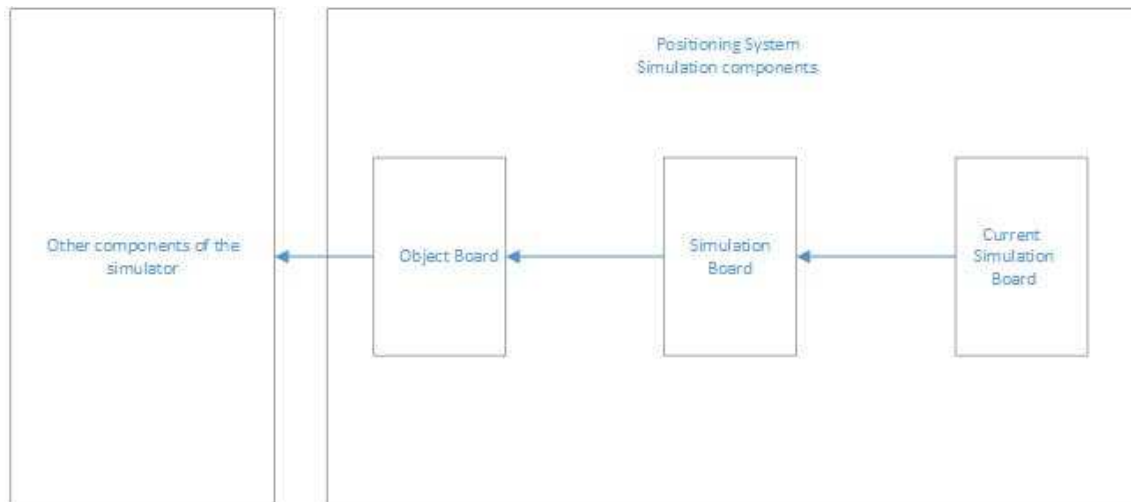 Positioning System
Simulation components
Other components of the
simulator
Object Board
Simulation
Board
Current
Simulation
Board